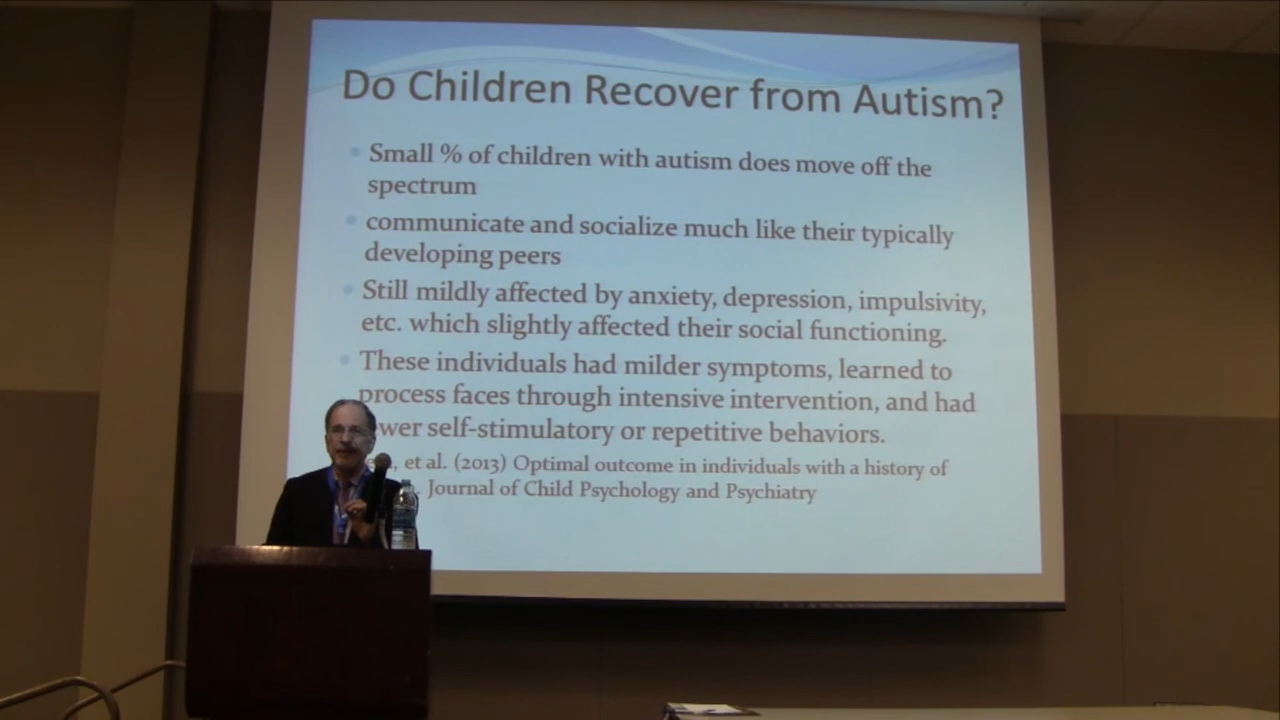 Do Children Recover from Autism?
Small % of children with autism does move off the
spectrum
communicate and socialize much like their typically
developing peers
Still mildly affected by anxiety, depression, impulsivity,
etc. which slightly affected their social functioning.
These individuals had milder symptoms, learned to
process faces through intensive intervention, and had
wer self-stimulatory or repetitive behaviors.
, et al. (2013) Optimal outcome in individuals with a history of
. Journal of Child Psychology and Psychiatry